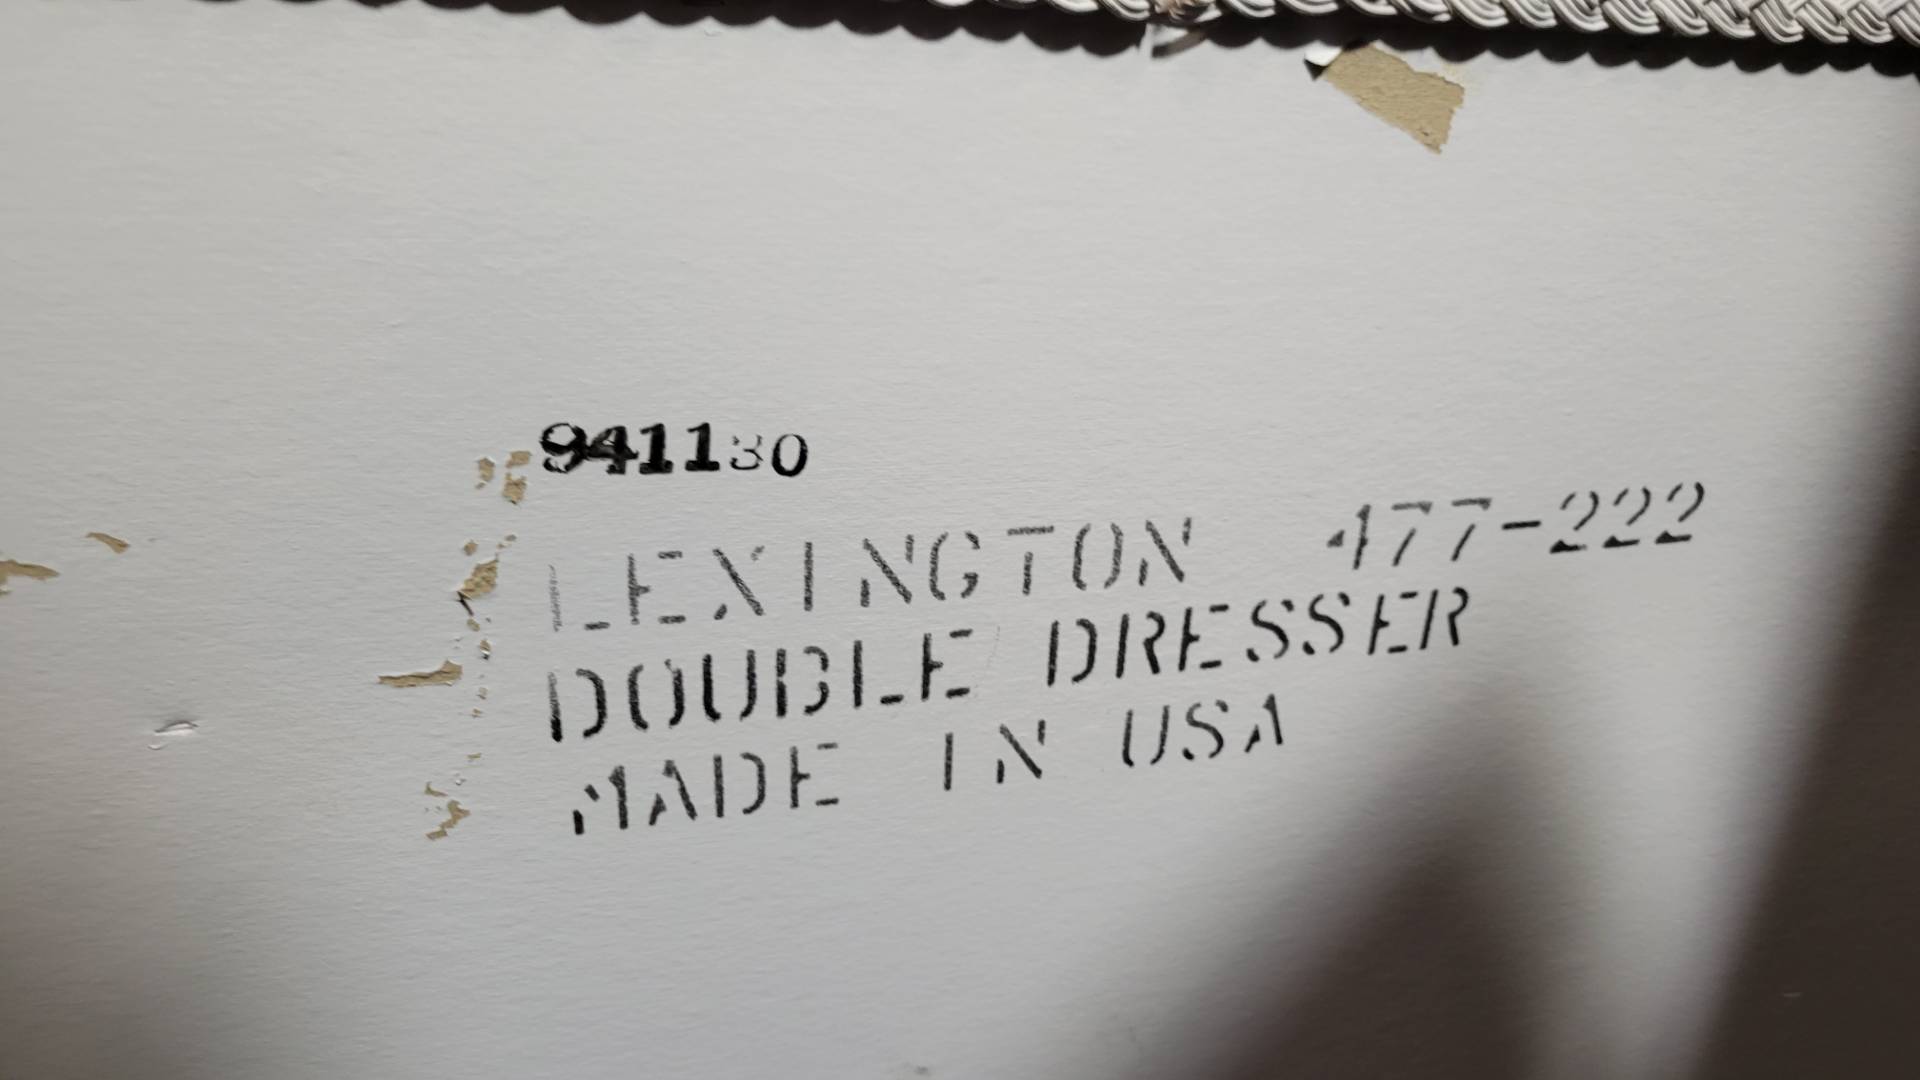 941130
LEXINGTON 477-222
DOUBLE DRESSER
MADE IN USA